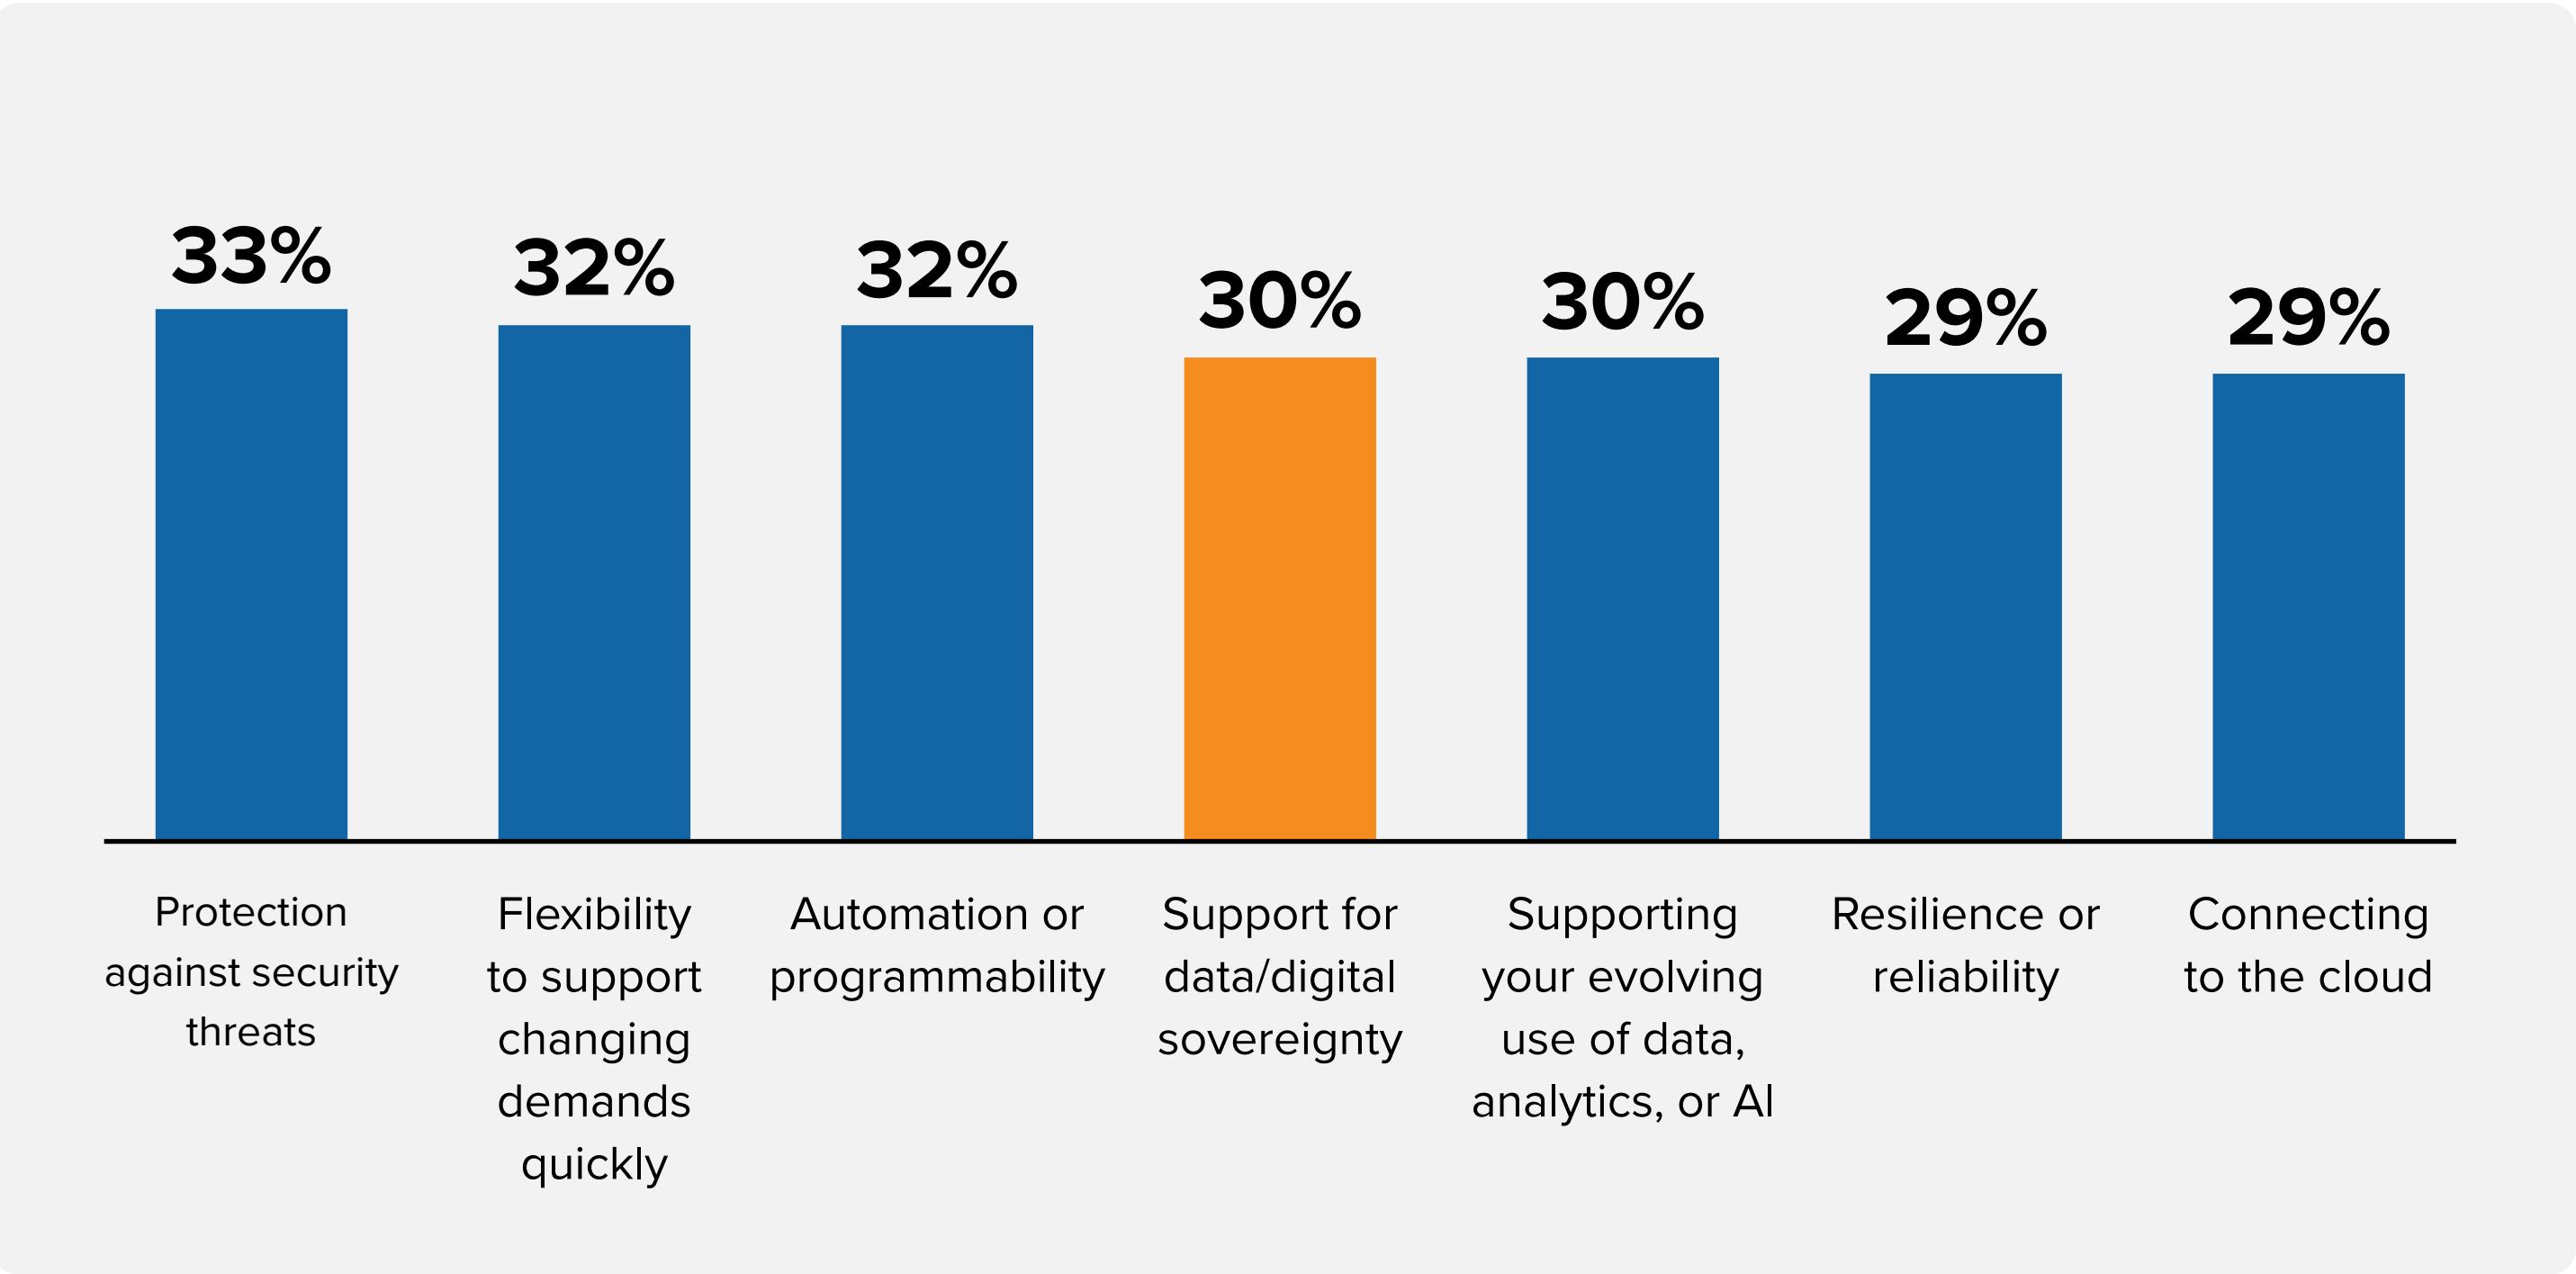 33%
32%
32%
30%
30%
29%
29%
Protection
against security
threats
Flexibility
to support
changing
demands
quickly
Automation or
programmability
Support for
data/digital
sovereignty
Supporting
your evolving
use of data,
analytics, or AI
Resilience or
reliability
Connecting
to the cloud